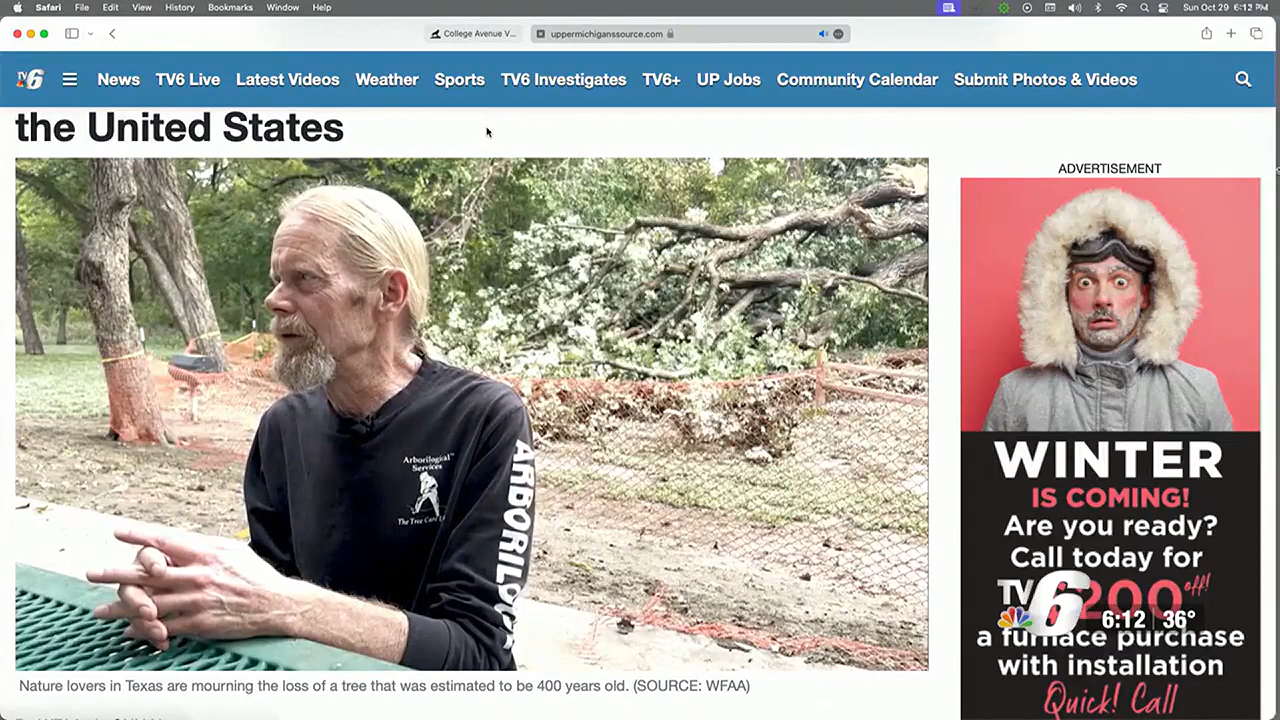 Safari File Edit View History Bookmarks Window Help Sun Oct 29 6:12 PM
College Avenue V... uppermichiganssource.com
TV6 News TV6 Live Latest Videos Weather Sports TV6 Investigates TV6+ UP Jobs Community Calendar Submit Photos & Videos
the United States
ADVERTISEMENT
Arborilogical
Services
The Tree Care
WINTER
IS COMING!
Are you ready?
Call today for
$200 off!
a furnace purchase
with installation
Quick! Call
TV6 6:12 36°
Nature lovers in Texas are mourning the loss of a tree that was estimated to be 400 years old. (SOURCE: WFAA)